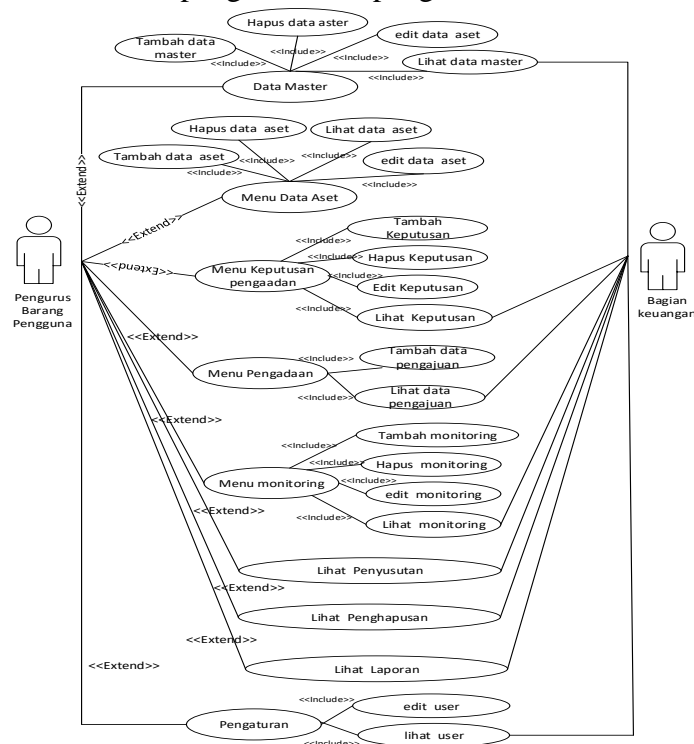 Hapus data aster
Tambah data
master
edit data aset
Lihat data master
<<Include>>
<<Include>>
<<Include>>
<<Include>>
Data Master
<<Extend>>
Hapus data aset
Lihat data aset
Tambah data aset
edit data aset
<<Include>>
<<Include>>
<<Include>>
<<Include>>
Menu Data Aset
<<Extend>>
Pengurus
Barang
Pengguna
Bagian
keuangan
Tambah
Keputusan
<<Include>>
Hapus Keputusan
<<Include>>
Menu Keputusan
pengaadan
<<Extend>>
<<Include>>
Edit Keputusan
<<Include>>
Lihat Keputusan
<<Extend>>
<<Include>>
Tambah data
pengajuan
Menu Pengadaan
<<Include>>
Lihat data
pengajuan
<<Extend>>
Tambah monitoring
<<Include>>
<<Include>>
Hapus monitoring
Menu monitoring
<<Include>>
edit monitoring
<<Include>>
Lihat monitoring
<<Extend>>
Lihat Penyusutan
<<Extend>>
Lihat Penghapusan
<<Extend>>
Lihat Laporan
<<Extend>>
<<Include>>
edit user
Pengaturan
lihat user
<<Include>>